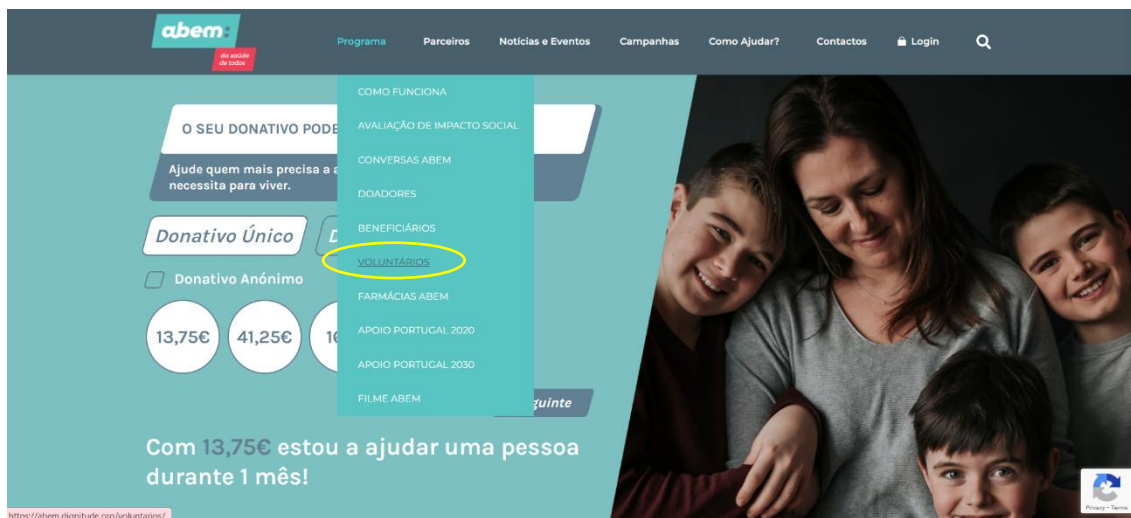 abem:
da saúde
de todos
Programa
Parceiros
Notícias e Eventos
Campanhas
Como Ajudar?
Contactos
Login
COMO FUNCIONA
AVALIAÇÃO DE IMPACTO SOCIAL
CONVERSAS ABEM
DOADORES
BENEFICIÁRIOS
VOLUNTÁRIOS
FARMÁCIAS ABEM
APOIO PORTUGAL 2020
APOIO PORTUGAL 2030
FILME ABEM
O SEU DONATIVO PODE
Ajude quem mais precisa a a
necessita para viver.
Donativo Único
D
Donativo Anónimo
13,75€
41,25€
guinte
Com 13,75€ estou a ajudar uma pessoa
durante 1 mês!
Privacy - Terms
https://abem.dignitude.org/voluntarios/